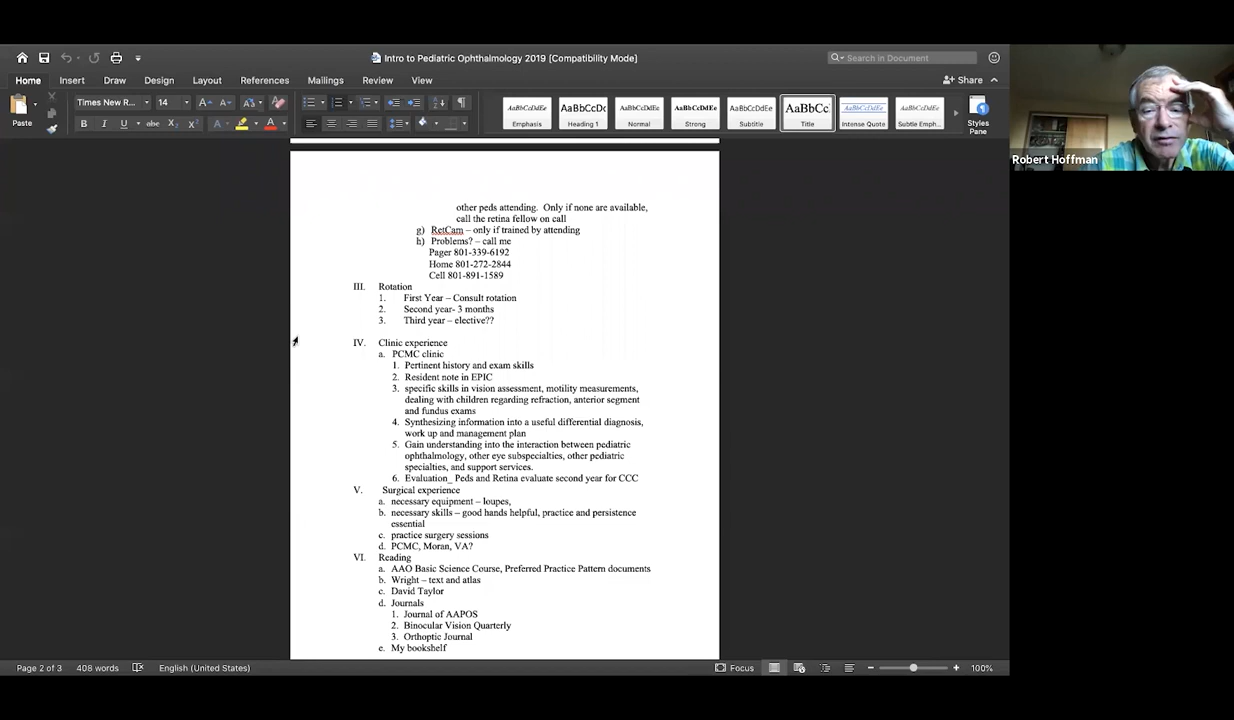 Intro to Pediatric Ophthalmology 2019 [Compatibility Mode]
Search in Document
Home Insert Draw Design Layout References Mailings Review View
Share
Paste
Times New R... 14
AaBbCcDdEe AaBbCcDc AaBbCcDdEe AaBbCcDdEe AaBbCcDdEe AaBbCc AaBbCcDdEe AaBbCcDdEe
Emphasis Heading 1 Normal Strong Subtitle Title Intense Quote Subtle Emph...
Styles
Pane
Robert Hoffman
other peds attending. Only if none are available,
call the retina fellow on call
g) RetCam – only if trained by attending
h) Problems? – call me
Pager 801-339-6192
Home 801-272-2844
Cell 801-891-1589
III. Rotation
1. First Year – Consult rotation
2. Second year- 3 months
3. Third year – elective??
IV. Clinic experience
a. PCMC clinic
1. Pertinent history and exam skills
2. Resident note in EPIC
3. specific skills in vision assessment, motility measurements,
dealing with children regarding refraction, anterior segment
and fundus exams
4. Synthesizing information into a useful differential diagnosis,
work up and management plan
5. Gain understanding into the interaction between pediatric
ophthalmology, other eye subspecialties, other pediatric
specialties, and support services.
6. Evaluation_ Peds and Retina evaluate second year for CCC
V. Surgical experience
a. necessary equipment – loupes,
b. necessary skills – good hands helpful, practice and persistence
essential
c. practice surgery sessions
d. PCMC, Moran, VA?
VI. Reading
a. AAO Basic Science Course, Preferred Practice Pattern documents
b. Wright – text and atlas
c. David Taylor
d. Journals
1. Journal of AAPOS
2. Binocular Vision Quarterly
3. Orthoptic Journal
e. My bookshelf
Page 2 of 3 408 words English (United States) Focus 100%